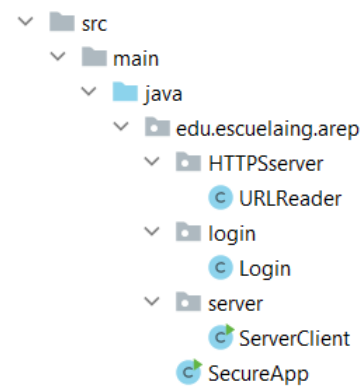 src
main
java
edu.escuelaing.arep
HTTPSserver
URLReader
login
Login
server
ServerClient
SecureApp